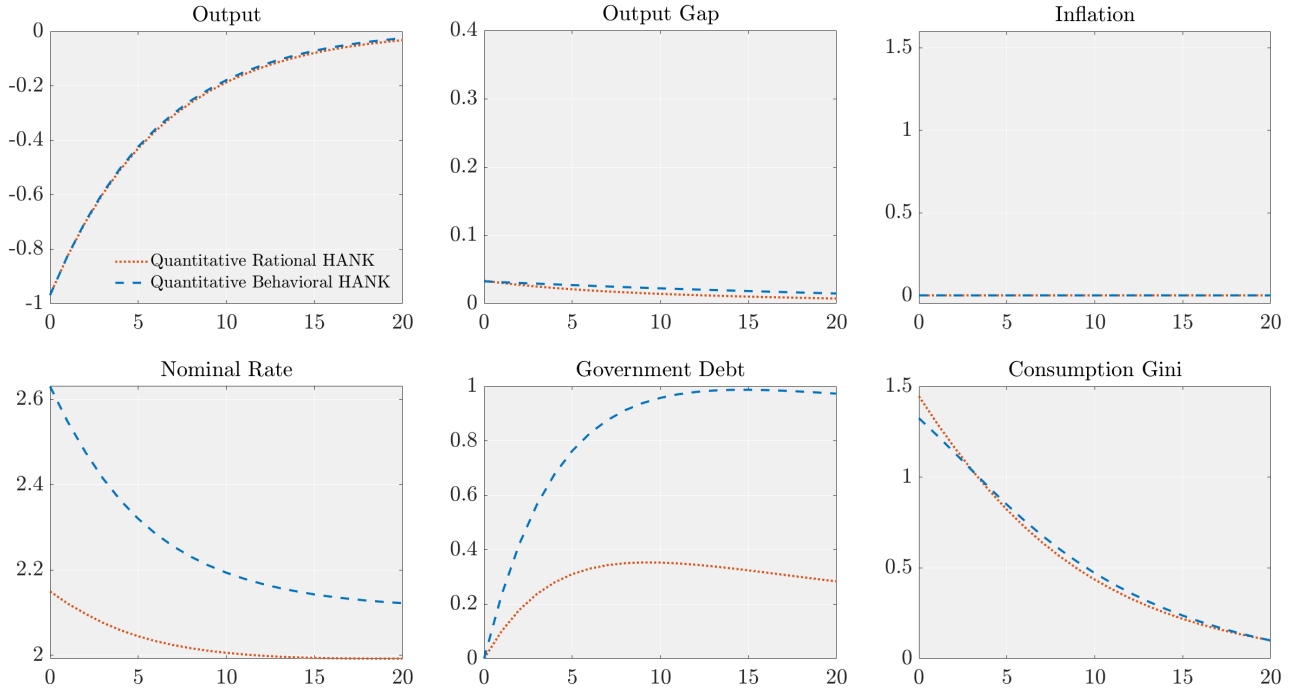 Output
0
-0.2
-0.4
-0.6
-0.8
-1
Quantitative Rational HANK
Quantitative Behavioral HANK
0 5 10 15 20
Output Gap
0.4
0.3
0.2
0.1
0
0 5 10 15 20
Inflation
1.5
1
0.5
0
0 5 10 15 20
Nominal Rate
2.6
2.4
2.2
2
0 5 10 15 20
Government Debt
1
0.8
0.6
0.4
0.2
0
0 5 10 15 20
Consumption Gini
1.5
1
0.5
0
0 5 10 15 20